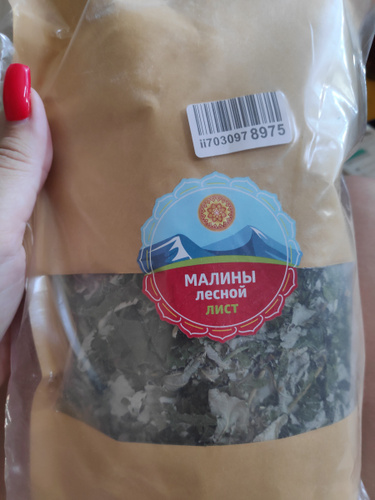 ii703097 8975
МАЛИНЫ
лесной
лист